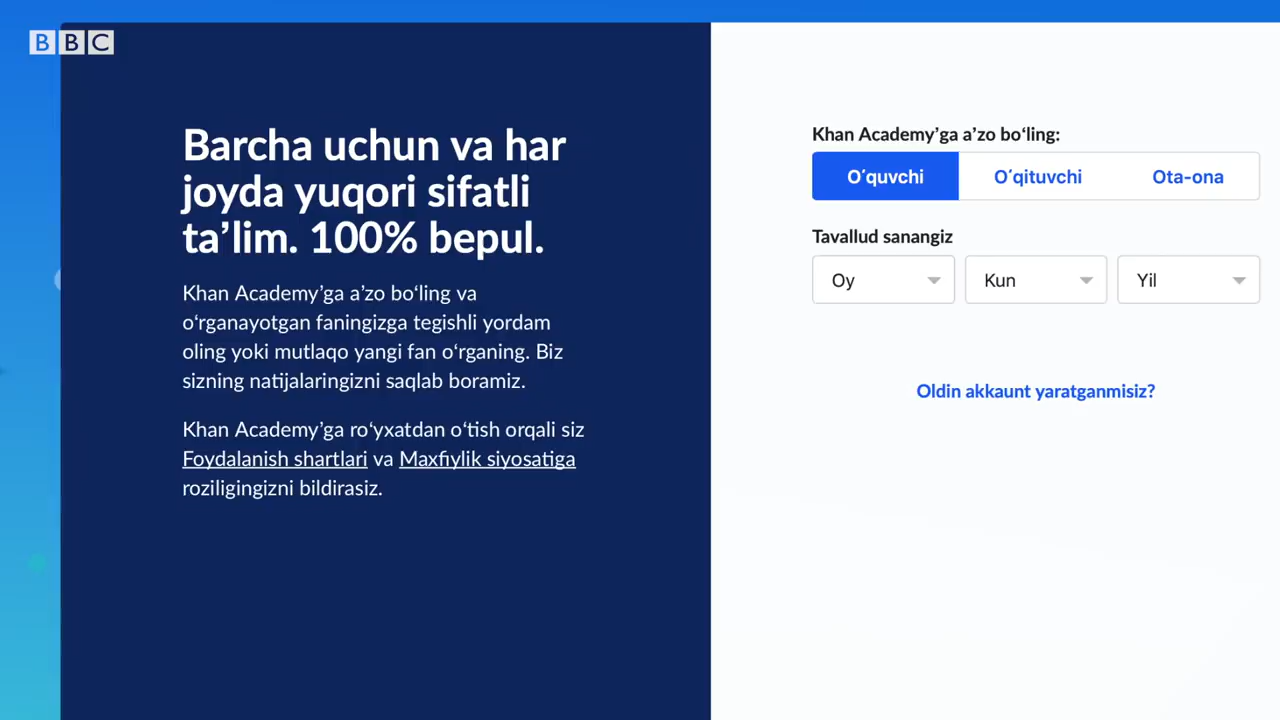 BBC
Barcha uchun va har
joyda yuqori sifatli
ta’lim. 100% bepul.
Khan Academy’ga a’zo bo‘ling va
o‘rganayotgan faningizga tegishli yordam
oling yoki mutlaqo yangi fan o‘rganing. Biz
sizning natijalaringizni saqlab boramiz.
Khan Academy’ga ro‘yxatdan o‘tish orqali siz
Foydalanish shartlari va Maxfiylik siyosatiga
roziligingizni bildirasiz.
Khan Academy’ga a’zo bo‘ling:
Oʻquvchi Oʻqituvchi Ota-ona
Tavallud sanangiz
Oy Kun Yil
Oldin akkaunt yaratganmisiz?